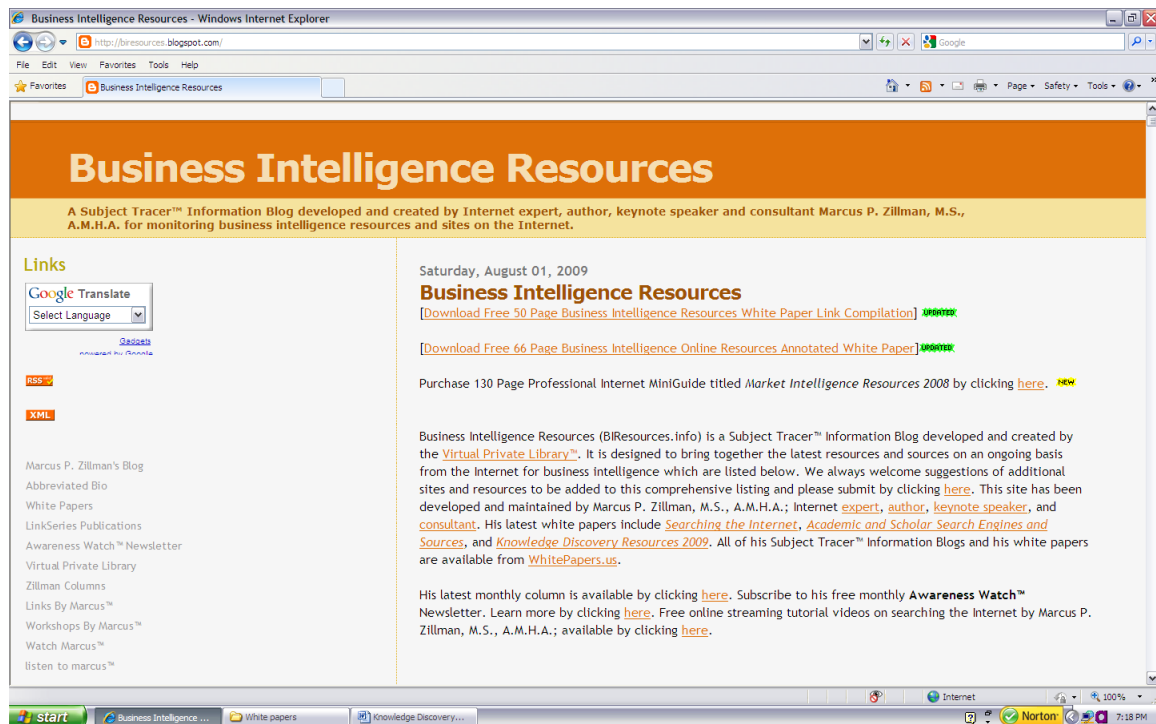 Business Intelligence Resources - Windows Internet Explorer
http://biresources.blogspot.com/
Google
File Edit View Favorites Tools Help
Favorites
Business Intelligence Resources
Page Safety Tools
Business Intelligence Resources
A Subject Tracer™ Information Blog developed and created by Internet expert, author, keynote speaker and consultant Marcus P. Zillman, M.S.,
A.M.H.A. for monitoring business intelligence resources and sites on the Internet.
Links
Google Translate
Select Language
Gadgets
powered by Google
RSS
XML
Marcus P. Zillman's Blog
Abbreviated Bio
White Papers
LinkSeries Publications
Awareness Watch™ Newsletter
Virtual Private Library
Zillman Columns
Links By Marcus™
Workshops By Marcus™
Watch Marcus™
listen to marcus™
Saturday, August 01, 2009
Business Intelligence Resources
[Download Free 50 Page Business Intelligence Resources White Paper Link Compilation] UPDATED
[Download Free 66 Page Business Intelligence Online Resources Annotated White Paper] UPDATED
Purchase 130 Page Professional Internet MiniGuide titled Market Intelligence Resources 2008 by clicking here. NEW
Business Intelligence Resources (BIResources.info) is a Subject Tracer™ Information Blog developed and created by
the Virtual Private Library™. It is designed to bring together the latest resources and sources on an ongoing basis
from the Internet for business intelligence which are listed below. We always welcome suggestions of additional
sites and resources to be added to this comprehensive listing and please submit by clicking here. This site has been
developed and maintained by Marcus P. Zillman, M.S., A.M.H.A.; Internet expert, author, keynote speaker, and
consultant. His latest white papers include Searching the Internet, Academic and Scholar Search Engines and
Sources, and Knowledge Discovery Resources 2009. All of his Subject Tracer™ Information Blogs and his white papers
are available from WhitePapers.us.
His latest monthly column is available by clicking here. Subscribe to his free monthly Awareness Watch™
Newsletter. Learn more by clicking here. Free online streaming tutorial videos on searching the Internet by Marcus P.
Zillman, M.S., A.M.H.A.; available by clicking here.
Internet
100%
start
Business Intelligence ...
White papers
Knowledge Discovery...
Norton
7:18 PM